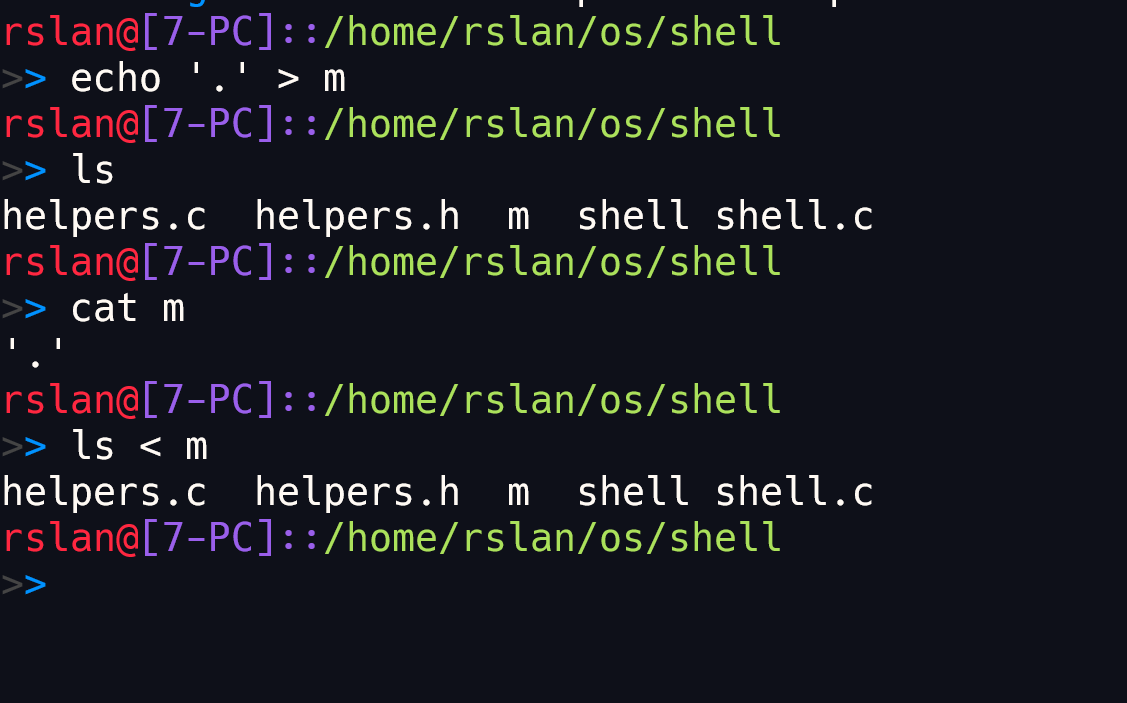 rslan@[7-PC]::/home/rslan/os/shell
>> echo '.' > m
rslan@[7-PC]::/home/rslan/os/shell
>> ls
helpers.c  helpers.h  m  shell shell.c
rslan@[7-PC]::/home/rslan/os/shell
>> cat m
'.'
rslan@[7-PC]::/home/rslan/os/shell
>> ls < m
helpers.c  helpers.h  m  shell shell.c
rslan@[7-PC]::/home/rslan/os/shell
>>